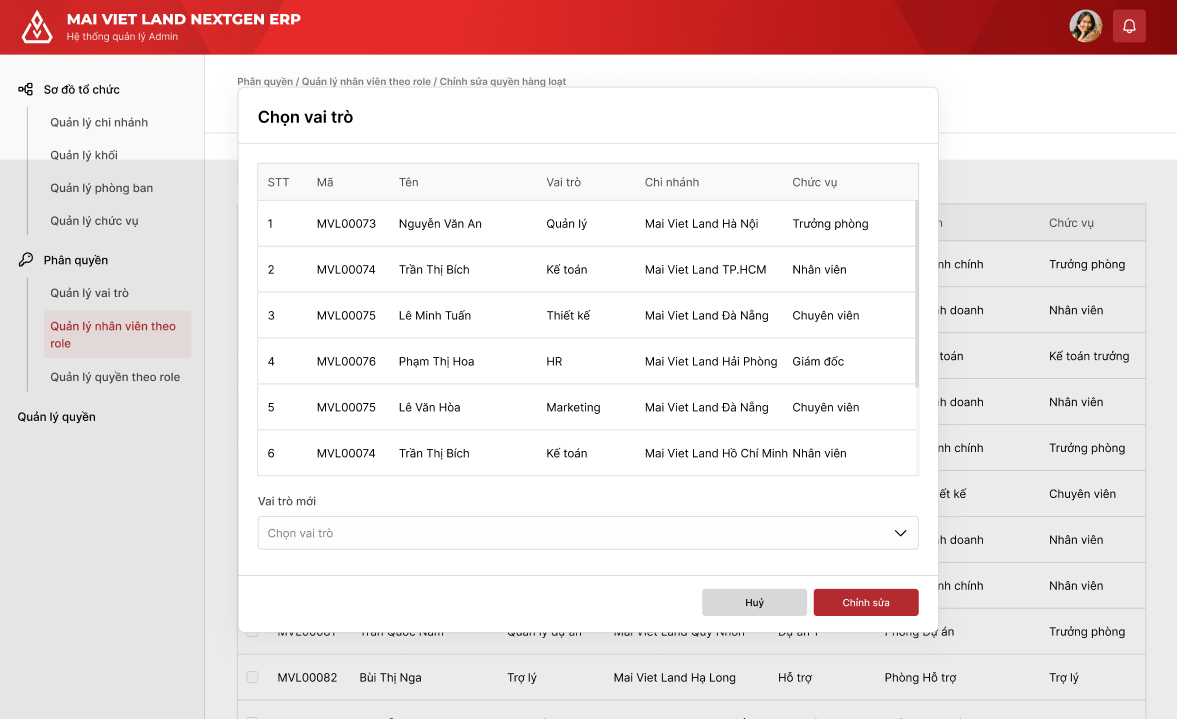 MAI VIET LAND NEXTGEN ERP
Hệ thống quản lý Admin
Sơ đồ tổ chức
Quản lý chi nhánh
Quản lý khối
Quản lý phòng ban
Quản lý chức vụ
Phân quyền
Quản lý vai trò
Quản lý nhân viên theo
role
Quản lý quyền theo role
Quản lý quyền
Phân quyền / Quản lý nhân viên theo role / Chỉnh sửa quyền hàng loạt
Chọn vai trò
STT Mã Tên Vai trò Chi nhánh Chức vụ
1 MVL00073 Nguyễn Văn An Quản lý Mai Viet Land Hà Nội Trưởng phòng
2 MVL00074 Trần Thị Bích Kế toán Mai Viet Land TP.HCM Nhân viên
3 MVL00075 Lê Minh Tuấn Thiết kế Mai Viet Land Đà Nẵng Chuyên viên
4 MVL00076 Phạm Thị Hoa HR Mai Viet Land Hải Phòng Giám đốc
5 MVL00075 Lê Văn Hòa Marketing Mai Viet Land Đà Nẵng Chuyên viên
6 MVL00074 Trần Thị Bích Kế toán Mai Viet Land Hồ Chí Minh Nhân viên
Vai trò mới
Chọn vai trò
Huỷ Chỉnh sửa
Chức vụ
chính Trưởng phòng
doanh Nhân viên
toán Kế toán trưởng
doanh Nhân viên
chính Trưởng phòng
kế Chuyên viên
doanh Nhân viên
chính Nhân viên
MVL00081 Trần Quốc Nam Quản lý dự án Mai Viet Land Quy Nhơn Dự án 1 Phòng Dự án Trưởng phòng
MVL00082 Bùi Thị Nga Trợ lý Mai Viet Land Hạ Long Hỗ trợ Phòng Hỗ trợ Trợ lý